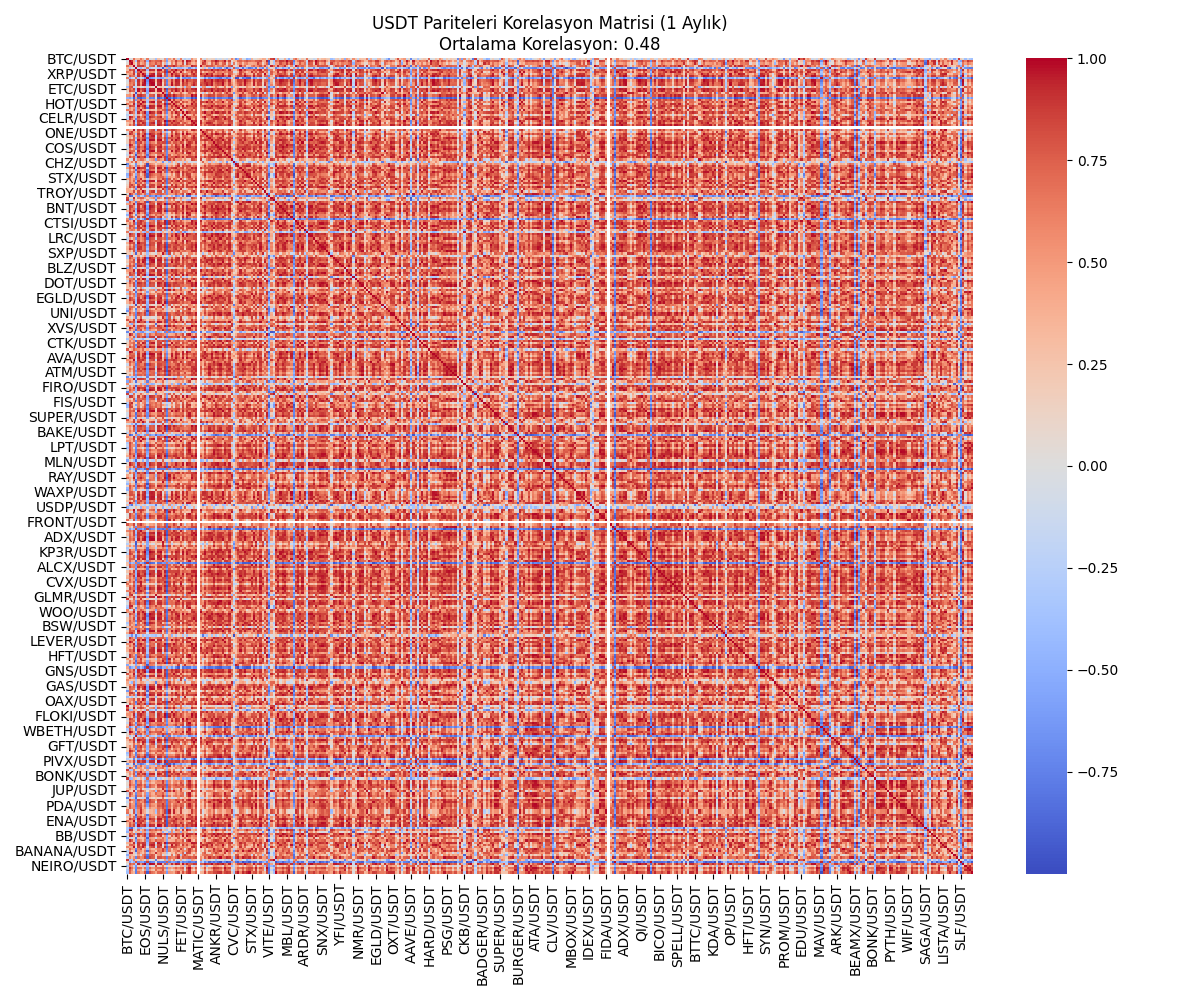 USDT Pariteleri Korelasyon Matrisi (1 Aylık)
Ortalama Korelasyon: 0.48
BTC/USDT
XRP/USDT
ETC/USDT
HOT/USDT
CELR/USDT
ONE/USDT
COS/USDT
CHZ/USDT
STX/USDT
TROY/USDT
BNT/USDT
CTSI/USDT
LRC/USDT
SXP/USDT
BLZ/USDT
DOT/USDT
EGLD/USDT
UNI/USDT
XVS/USDT
CTK/USDT
AVA/USDT
ATM/USDT
FIRO/USDT
FIS/USDT
SUPER/USDT
BAKE/USDT
LPT/USDT
MLN/USDT
RAY/USDT
WAXP/USDT
USDP/USDT
FRONT/USDT
ADX/USDT
KP3R/USDT
ALCX/USDT
CVX/USDT
GLMR/USDT
WOO/USDT
BSW/USDT
LEVER/USDT
HFT/USDT
GNS/USDT
GAS/USDT
OAX/USDT
FLOKI/USDT
WBETH/USDT
GFT/USDT
PIVX/USDT
BONK/USDT
JUP/USDT
PDA/USDT
ENA/USDT
BB/USDT
BANANA/USDT
NEIRO/USDT
BTC/USDT
EOS/USDT
NULS/USDT
FET/USDT
MATIC/USDT
ANKR/USDT
CVC/USDT
STX/USDT
VITE/USDT
MBL/USDT
ARDR/USDT
SNX/USDT
YFI/USDT
NMR/USDT
EGLD/USDT
OXT/USDT
AAVE/USDT
HARD/USDT
PSG/USDT
CKB/USDT
BADGER/USDT
SUPER/USDT
BURGER/USDT
ATA/USDT
CLV/USDT
MBOX/USDT
IDEX/USDT
FIDA/USDT
ADX/USDT
QI/USDT
BICO/USDT
SPELL/USDT
BTTC/USDT
KDA/USDT
OP/USDT
HFT/USDT
SYN/USDT
PROM/USDT
EDU/USDT
MAV/USDT
ARK/USDT
BEAMX/USDT
BONK/USDT
PYTH/USDT
WIF/USDT
SAGA/USDT
LISTA/USDT
SLF/USDT
1.00
0.75
0.50
0.25
0.00
−0.25
−0.50
−0.75